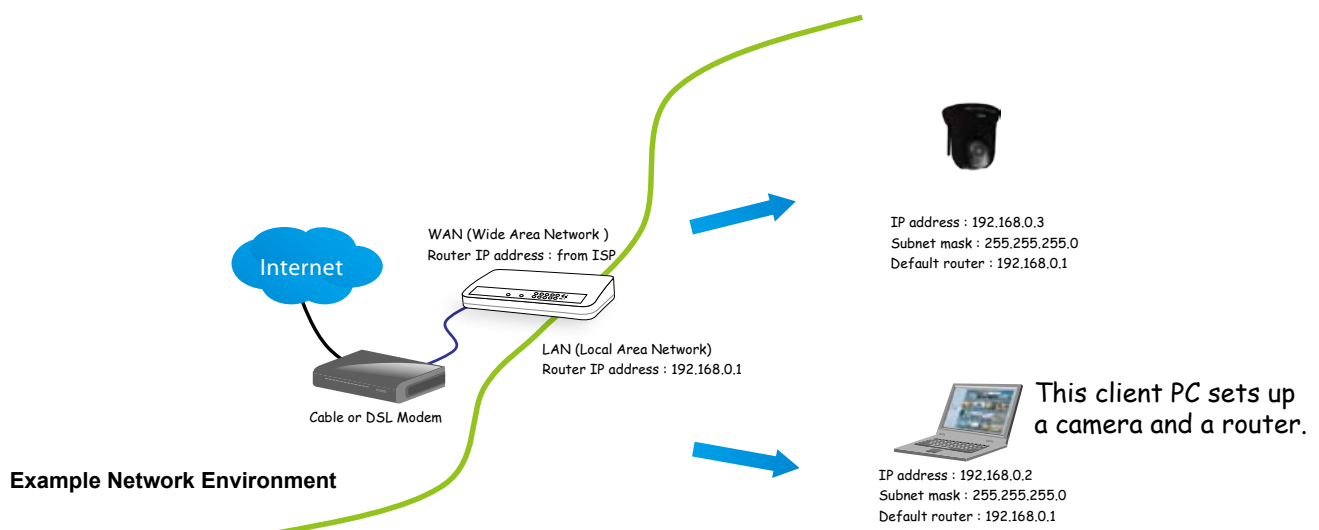 WAN (Wide Area Network )
Router IP address : from ISP
Internet
LAN (Local Area Network)
Router IP address : 192.168.0.1
Cable or DSL Modem
IP address : 192.168.0.3
Subnet mask : 255.255.255.0
Default router : 192.168.0.1
This client PC sets up
a camera and a router.
IP address : 192.168.0.2
Subnet mask : 255.255.255.0
Default router : 192.168.0.1
Example Network Environment